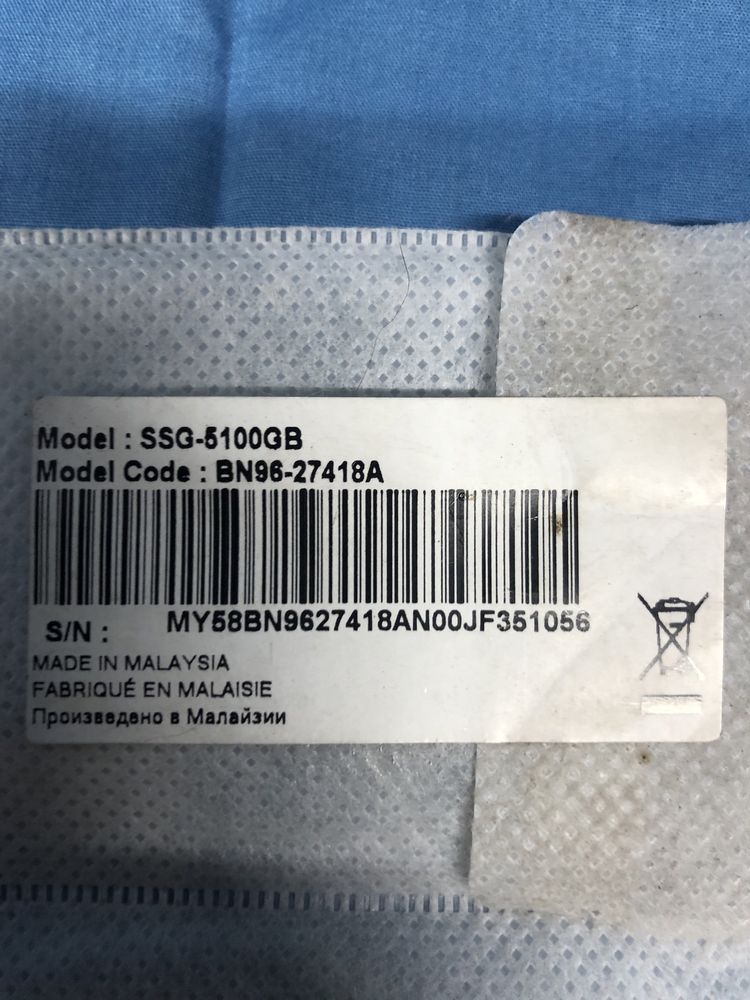 Model : SSG-5100GB
Model Code : BN96-27418A
S/N : MY58BN9627418AN00JF351056
MADE IN MALAYSIA
FABRIQUÉ EN MALAISIE
Произведено в Малайзии